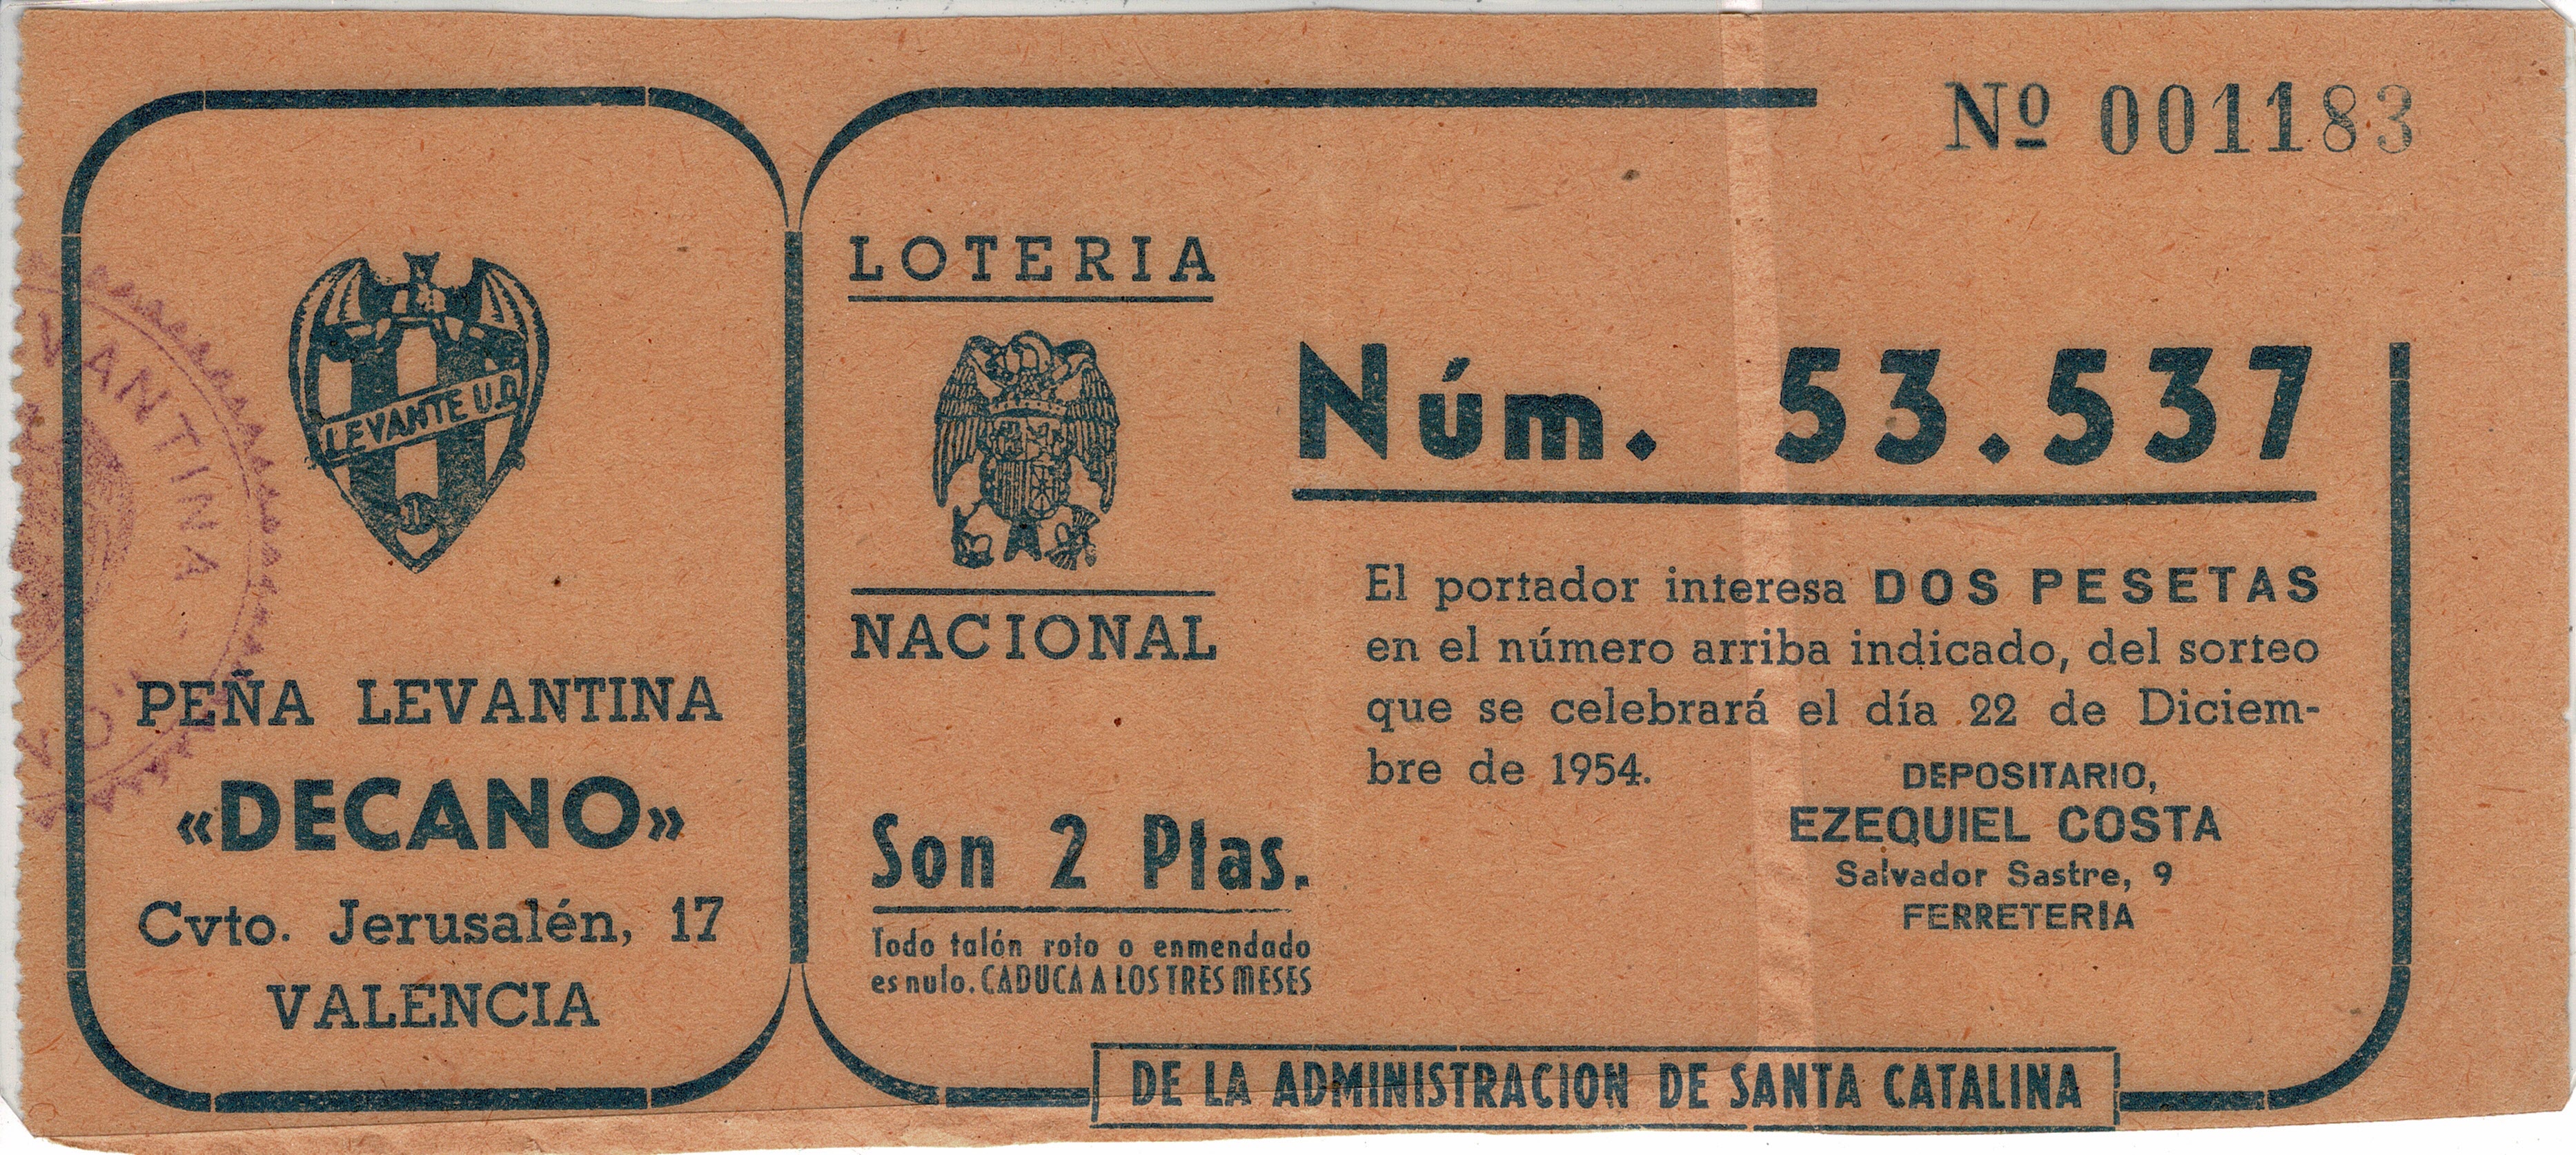 Nº 001183
LEVANTE U.D.
VANTINA
PEÑA LEVANTINA
«DECANO»
Cvto. Jerusalén, 17
VALENCIA
LOTERIA
NACIONAL
Son 2 Ptas.
Todo talón roto o enmendado
es nulo. CADUCA A LOS TRES MESES
Núm. 53.537
El portador interesa DOS PESETAS
en el número arriba indicado, del sorteo
que se celebrará el día 22 de Diciem-
bre de 1954.
DEPOSITARIO,
EZEQUIEL COSTA
Salvador Sastre, 9
FERRETERIA
DE LA ADMINISTRACION DE SANTA CATALINA